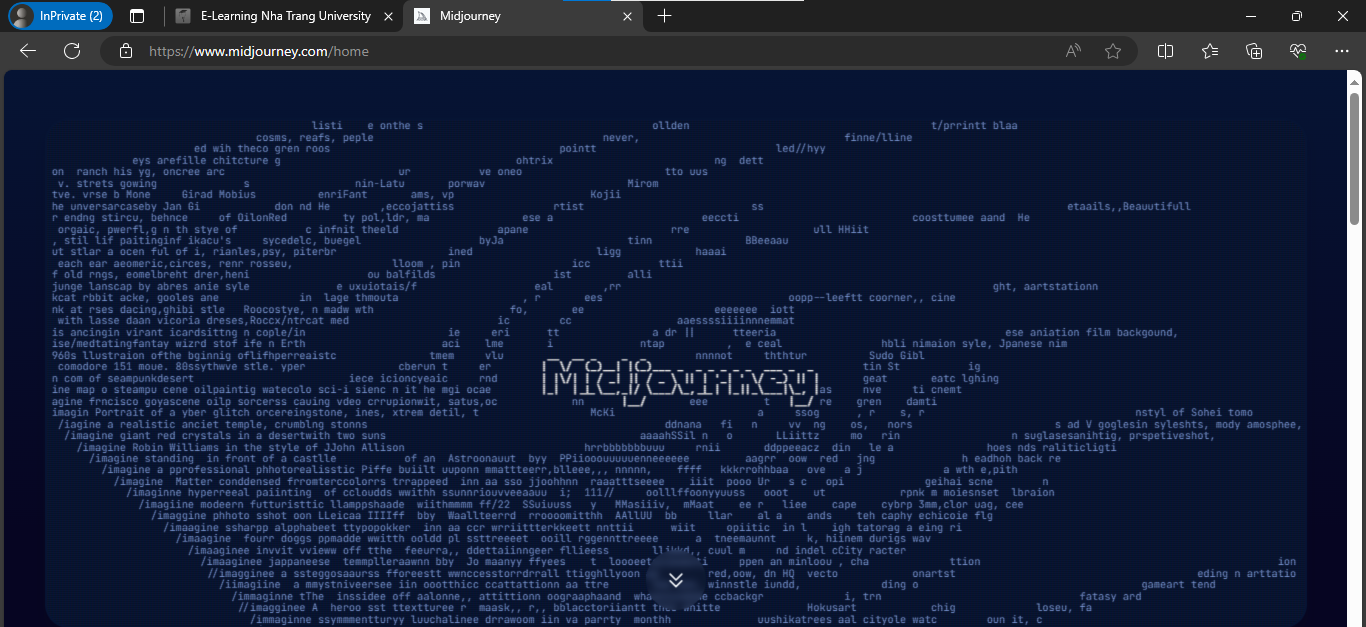 InPrivate (2) E-Learning Nha Trang University Midjourney
https://www.midjourney.com/home
listi e onthe s ollden t/prrintt blaa
cosms, reafs, peple never, finne/lline
ed wih theco gren roos pointt led//hyy
eys arefille chitcture g ohtrix ng dett
on ranch his yg, oncree arc ur ve oneo tto uus
v. strets gowing s nin-Latu porwav Mirom
tve. vrse b Mone Girad Mobius enriFant ams, vp Kojii
he unversarcaseby Jan Gi don nd He ,eccojattiss rtist ss etaails,,Beauutifull
r endng stircu, behnce of OilonRed ty pol,ldr, ma ese a eeccti coosttumee aand He
orgaic, pwerfl,g n th stye of c infnit theeld apane rre ull HHiit
, stil lif paitinginf ikacu's sycedelc, buegel byJa tinn BBeeaau
ut stlar a ocen ful of i, rianles,psy, piterbr ined ligg haaai
each ear aeomeric,circes, renr rosseu, lloom , pin icc ttii
f old rngs, eomelbreht drer,heni ou balfilds ist alli
junge lanscap by abres anie syle e uxuiotais/f eal ,rr ght, aartstationn
kcat rbbit acke, gooles ane in lage thmouta , r ees oopp--leeftt coorner,, cine
nk at rses dacing,ghibi stle Roocostye, n madw wth fo, ee eeeeeee iott
with lasse daan vicoria dreses,Roccx/ntrcat med ic cc aaessssiiiinnnemmat
is ancingin virant icardsittng n cople/in ie eri tt a dr || tteeria ese aniation film backgound,
ise/medtatingfantay wizrd stof ife n Erth aci lme i ntap , e ceal hbli nimaion syle, Jpanese nim
960s llustraion ofthe bginnig oflifhperreaistc tmem vlu nnnnot thththur Sudo Gibl
comodore 151 moue. 80ssythwve stle. yper cberun t er tin St ig
n com of seampunkdesert iece icioncyeaic rnd geat eatc lghing
Midjourney
ine map o steampu cene oilpaintig watecolo sci-i sienc n it he mgi ocae as nve ti cnemt
agine frncisco goyascene oilp sorcerss cauing vdeo crrupionwit, satus,oc nn eee t re gren damti
imagin Portrait of a yber glitch orcereingstone, ines, xtrem detil, t McKi a ssog , r s, r nstyl of Sohei tomo
/iagine a realistic anciet temple, crumblng stonns ddnana fi n vv ng os, nors s ad V goglesin syleshts, mody amosphee,
/imagine giant red crystals in a desertwith two suns aaaahSSil n o LLiittz mo rin n suglasesanihtig, prspetiveshot,
/imagine Robin Williams in the style of JJohn Allison hrrbbbbbbuuu rnii ddppeeacz din le a hoes nds raliticligti
/imagine standing in front of a castlle of an Astroonauut byy PPiiooouuuuuenneeeeee aagrr oow red jng h eadhoh back re
/imagine a pprofessional phhotorealisstic Piffe buiilt uuponn mmattteerr,blleee,,, nnnnn, ffff kkkrrohhbaa ove a j a wth e,pith
/imagine Matter conddensed frromterccolorrs trrappeed inn aa sso jjoohhnn raaatttseeee iiit pooo Ur s c opi geihai scne n
/imaginne hyperreeal paiinting of ccloudds wwithh ssunnriouvveeaauu i; 111// oolllffoonyyuuss ooot ut rpnk m moiesnset lbraion
/imagiine modeern futturisttic llamppshaade wiithmmmm ff/22 SSuiuuss y MMasiiiv, mMaat ee r liee cape cybrp 3mm,clor uag, cee
/imaggine phhoto sshot oon LLeicaa IIIIff bby Waallteerrd rroooomitthh AAllUU bb llar al a ands teh caphy echicoie flg
/imaagine ssharpp alpphabeet ttypopokker inn aa ccr wrriittterkkeett nnttii wiit opiitic in l igh tatorag a eing ri
/imaagine fourr doggs ppmadde wwitth ooldd pl ssttreeeet ooill rggennttreeee a tneemaunnt k, hiinem durigs wav
/imaaginee invvit vvieww off tthe feeurra,, ddettaiinngeer fllieess cuul m nd indel cCity racter
/imaaginee jappaneese tempplleraawnn bby Jo maanyy ffyees t loooeet ppen an minloou , cha ttion ion
//imagginee a ssteggosaaurss fforeestt wwnccesstorrdrrall ttigghllyoon red,oow, dn HQ vecto onartst eding n arttatio
/imaagiine a mmystniveersee iin oootthicc ccattattionn aa ttre winnstle iundd, ding o gameart tend
/imaginne tThe inssidee off aalonne,, attittionn oograaphaand ccbackgr i, trn fatasy ard
//imagginee A heroo sst ttextturee r maask,, r,, bblacctoriiantt Hokusart chig loseu, fa
/immaginne ssymmmentturyy luuchalinee drrawoom iin va parrty monthh uushikatrees aal cityole watc oun it, c